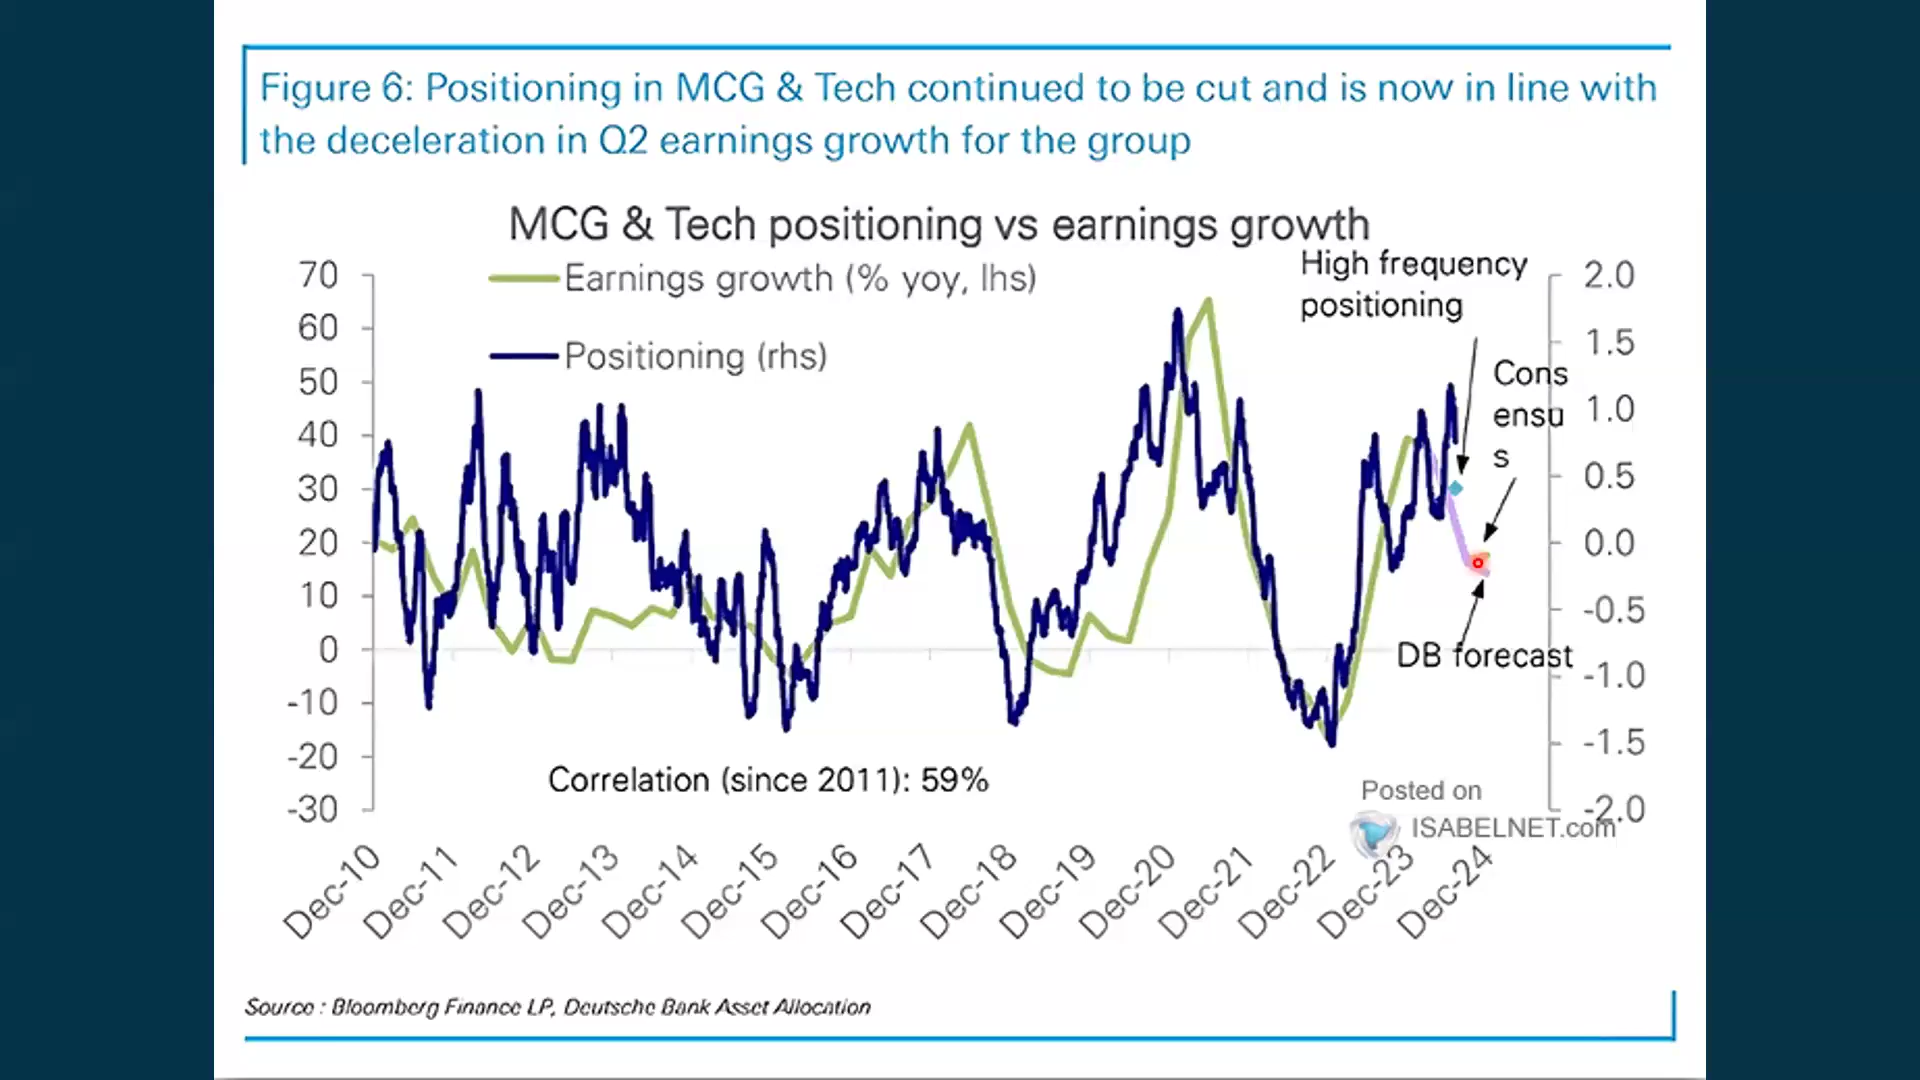 Figure 6: Positioning in MCG & Tech continued to be cut and is now in line with
the deceleration in Q2 earnings growth for the group
MCG & Tech positioning vs earnings growth
Earnings growth (% yoy, lhs)
Positioning (rhs)
High frequency
positioning
Cons
ensu
s
DB forecast
70
60
50
40
30
20
10
0
-10
-20
-30
2.0
1.5
1.0
0.5
0.0
-0.5
-1.0
-1.5
-2.0
Correlation (since 2011): 59%
Posted on
ISABELNET.com
Dec-10
Dec-11
Dec-12
Dec-13
Dec-14
Dec-15
Dec-16
Dec-17
Dec-18
Dec-19
Dec-20
Dec-21
Dec-22
Dec-23
Dec-24
Source : Bloomberg Finance LP, Deutsche Bank Asset Allocation